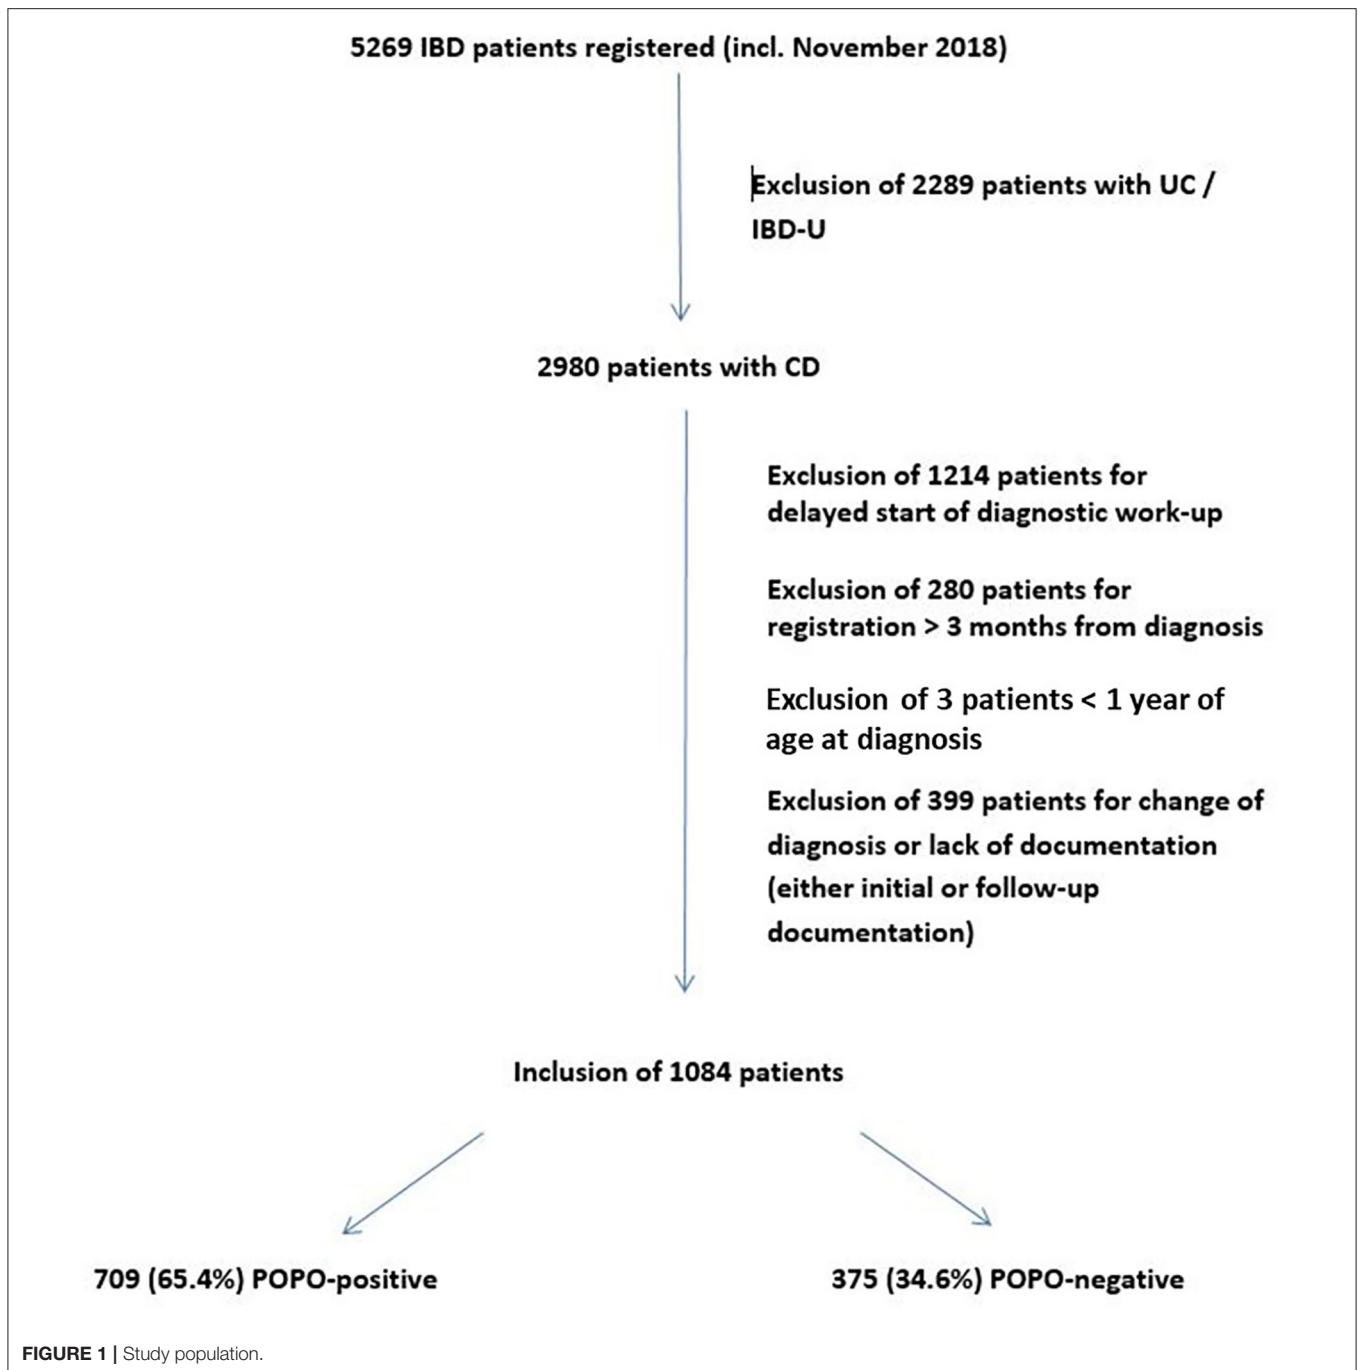 5269 IBD patients registered (incl. November 2018)
Exclusion of 2289 patients with UC /
IBD-U
2980 patients with CD
Exclusion of 1214 patients for
delayed start of diagnostic work-up
Exclusion of 280 patients for
registration > 3 months from diagnosis
Exclusion of 3 patients < 1 year of
age at diagnosis
Exclusion of 399 patients for change of
diagnosis or lack of documentation
(either initial or follow-up
documentation)
Inclusion of 1084 patients
709 (65.4%) POPO-positive
375 (34.6%) POPO-negative
FIGURE 1 | Study population.